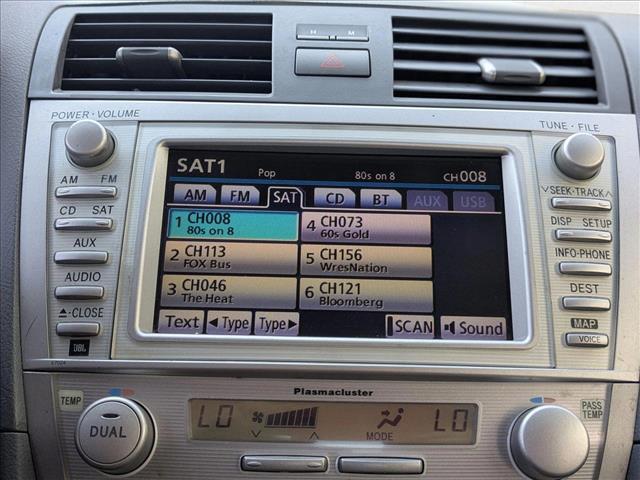 H M
POWER · VOLUME
TUNE · FILE
AM FM
CD SAT
AUX
AUDIO
▲·CLOSE
JBL
SAT1 Pop 80s on 8 CH008
AM FM SAT CD BT AUX USB
1 CH008
80s on 8
4 CH073
60s Gold
2 CH113
FOX Bus
5 CH156
WresNation
3 CH046
The Heat
6 CH121
Bloomberg
Text ◄Type Type► SCAN Sound
∨SEEK·TRACK∧
DISP SETUP
INFO·PHONE
DEST
MAP
VOICE
Plasmacluster
TEMP
PASS
TEMP
DUAL
LO LO
MODE